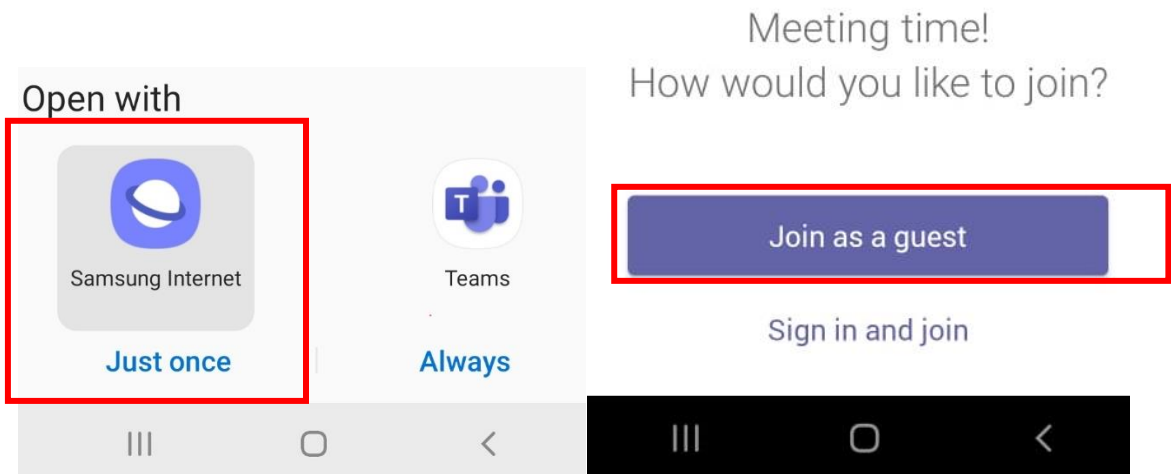 Open with
Samsung Internet
T
Teams
Just once
Always
Meeting time!
How would you like to join?
Join as a guest
Sign in and join